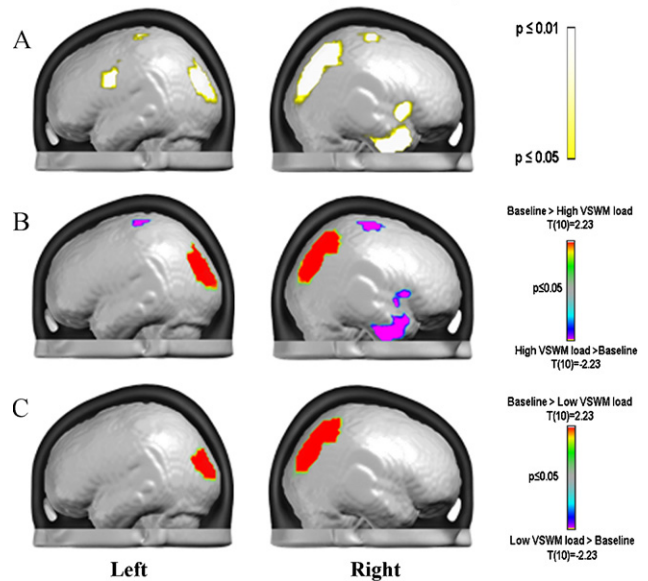 A
p ≤ 0.01
p ≤ 0.05
B
Baseline > High VSWM load
T(10)=2.23
p≤0.05
High VSWM load >Baseline
T(10)=-2.23
C
Baseline > Low VSWM load
T(10)=2.23
p≤0.05
Low VSWM load > Baseline
T(10)=-2.23
Left
Right